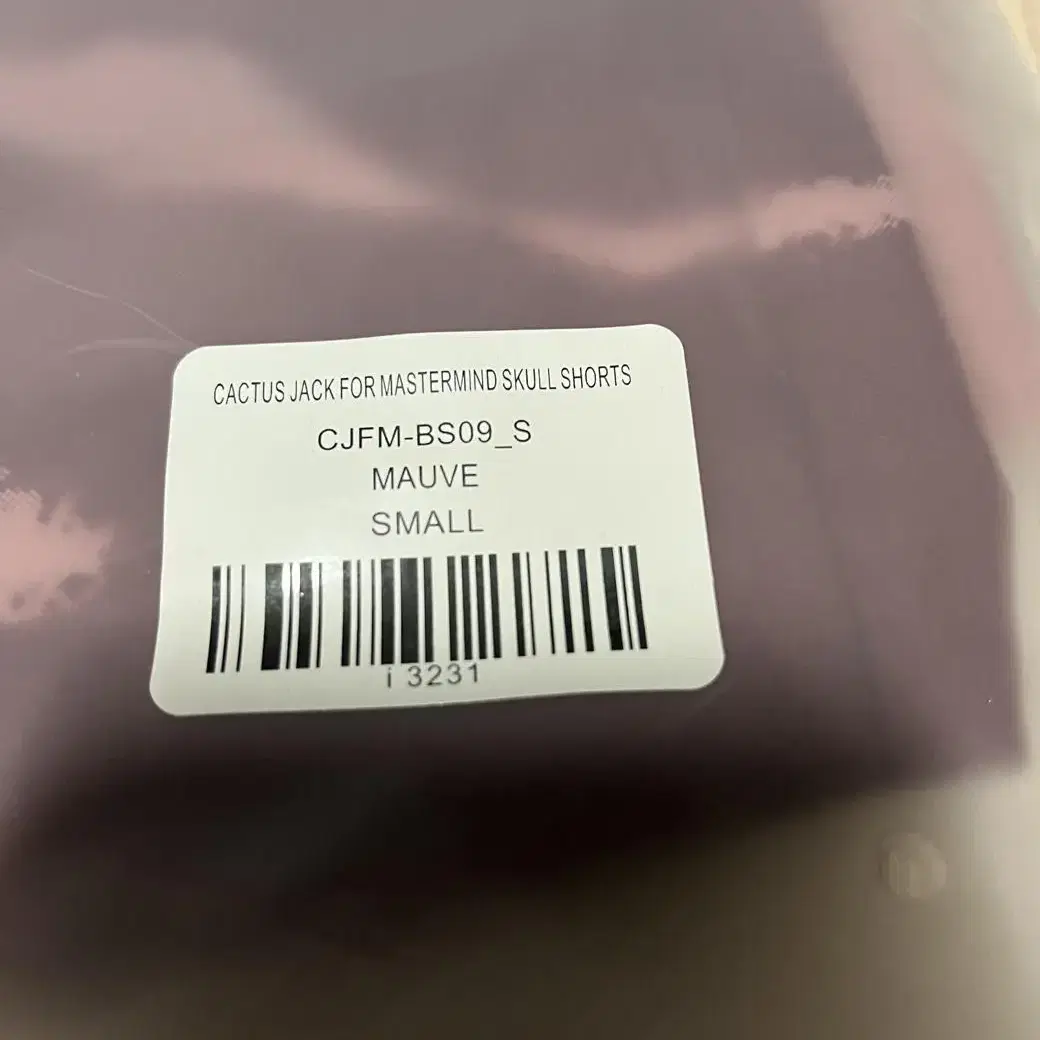 CACTUS JACK FOR MASTERMIND SKULL SHORTS
CJFM-BS09_S
MAUVE
SMALL
i 3231